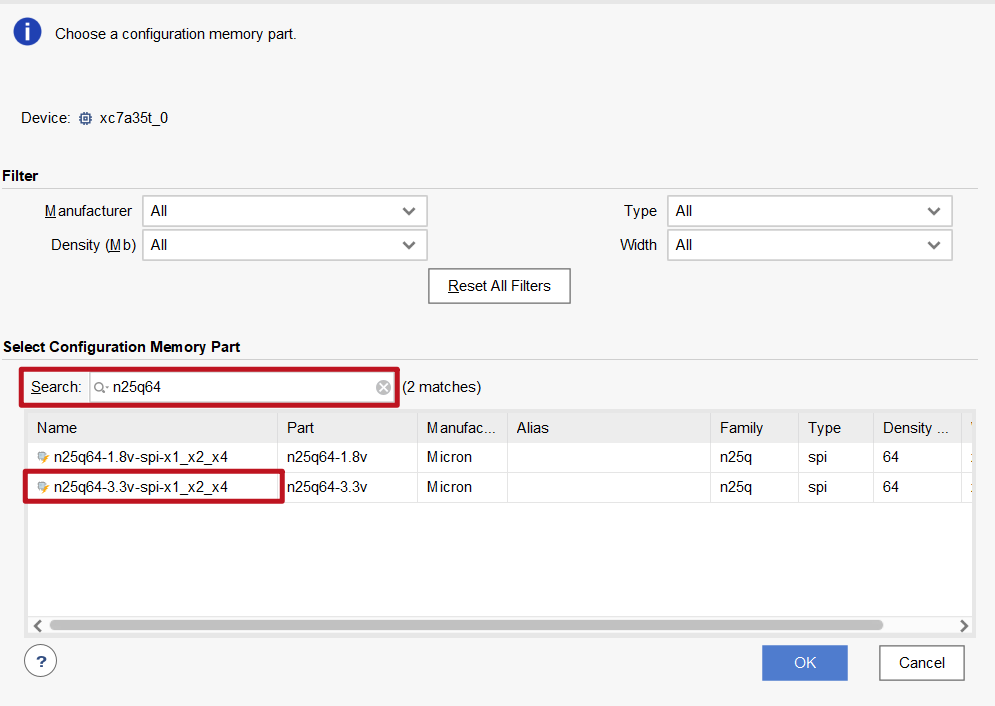 Choose a configuration memory part.
Device: xc7a35t_0
Filter
Manufacturer All Type All
Density (Mb) All Width All
Reset All Filters
Select Configuration Memory Part
Search: n25q64 (2 matches)
Name Part Manufac... Alias Family Type Density ...
n25q64-1.8v-spi-x1_x2_x4 n25q64-1.8v Micron n25q spi 64
n25q64-3.3v-spi-x1_x2_x4 n25q64-3.3v Micron n25q spi 64
? OK Cancel